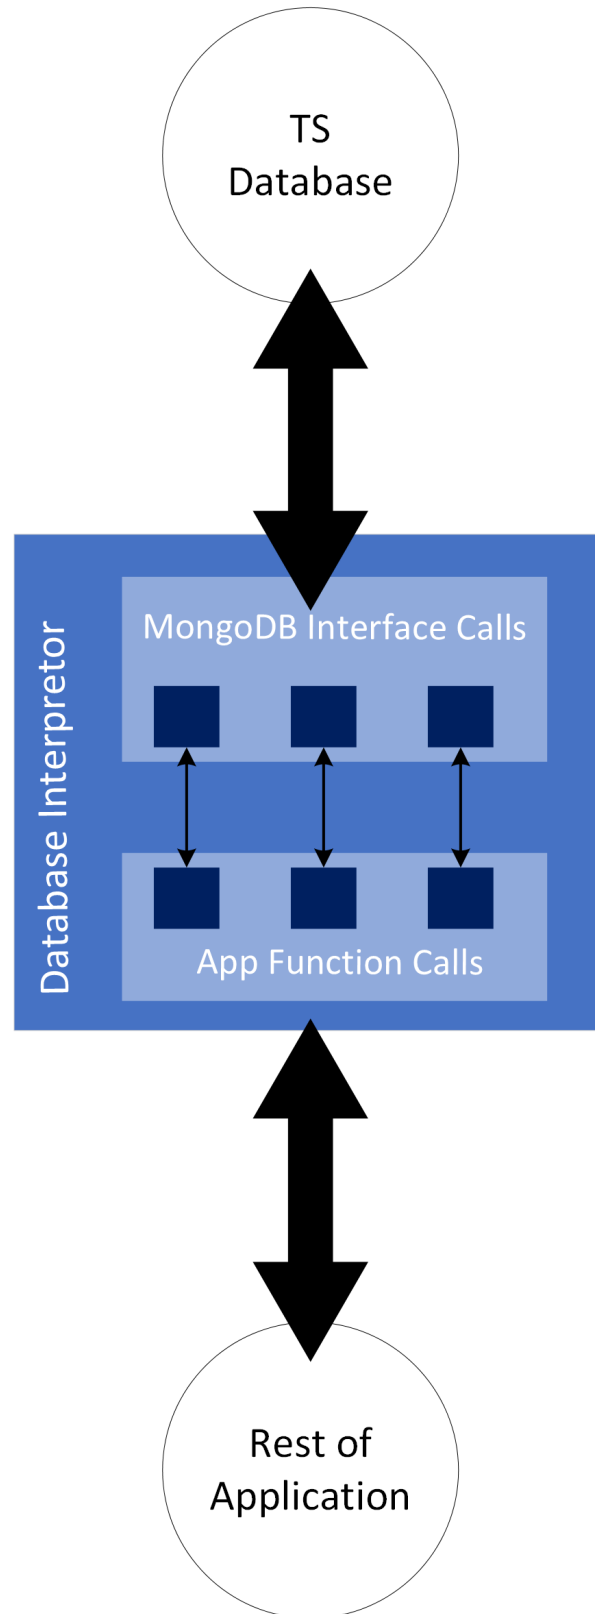 TS
Database
MongoDB Interface Calls
Database Interpretor
App Function Calls
Rest of
Application